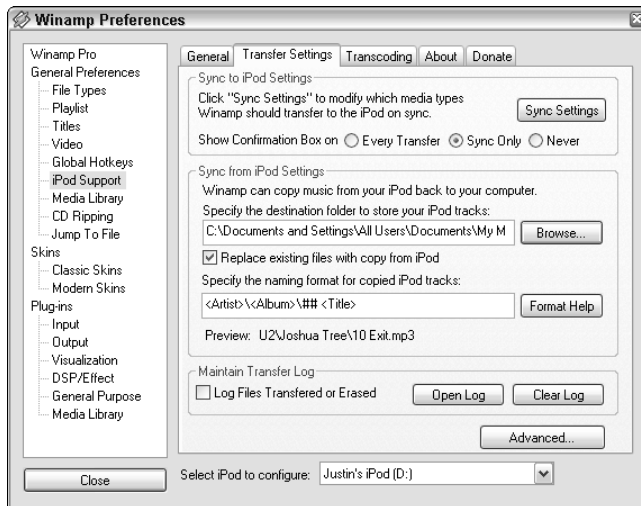 Winamp Preferences
Winamp Pro
General Preferences
File Types
Playlist
Titles
Video
Global Hotkeys
iPod Support
Media Library
CD Ripping
Jump To File
Skins
Classic Skins
Modern Skins
Plug-ins
Input
Output
Visualization
DSP/Effect
General Purpose
Media Library
Close
General Transfer Settings Transcoding About Donate
Sync to iPod Settings
Click "Sync Settings" to modify which media types
Winamp should transfer to the iPod on sync.
Sync Settings
Show Confirmation Box on Every Transfer Sync Only Never
Sync from iPod Settings
Winamp can copy music from your iPod back to your computer.
Specify the destination folder to store your iPod tracks:
C:\Documents and Settings\All Users\Documents\My M
Browse...
Replace existing files with copy from iPod
Specify the naming format for copied iPod tracks:
<Artist>\<Album>\## <Title>
Format Help
Preview: U2\Joshua Tree\10 Exit.mp3
Maintain Transfer Log
Log Files Transfered or Erased
Open Log
Clear Log
Advanced...
Select iPod to configure: Justin's iPod (D:)